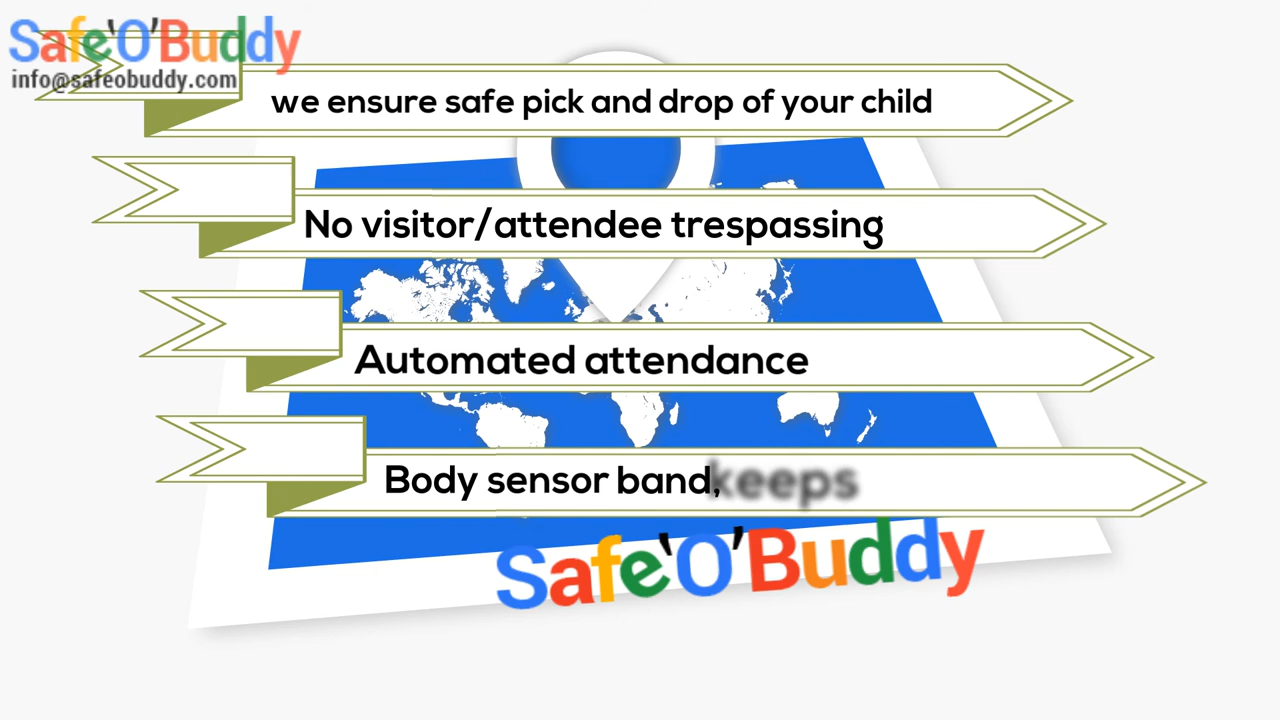 Safe'O'Buddy
info@safeobuddy.com
we ensure safe pick and drop of your child
No visitor/attendee trespassing
Automated attendance
Body sensor band, keeps
Safe'O'Buddy